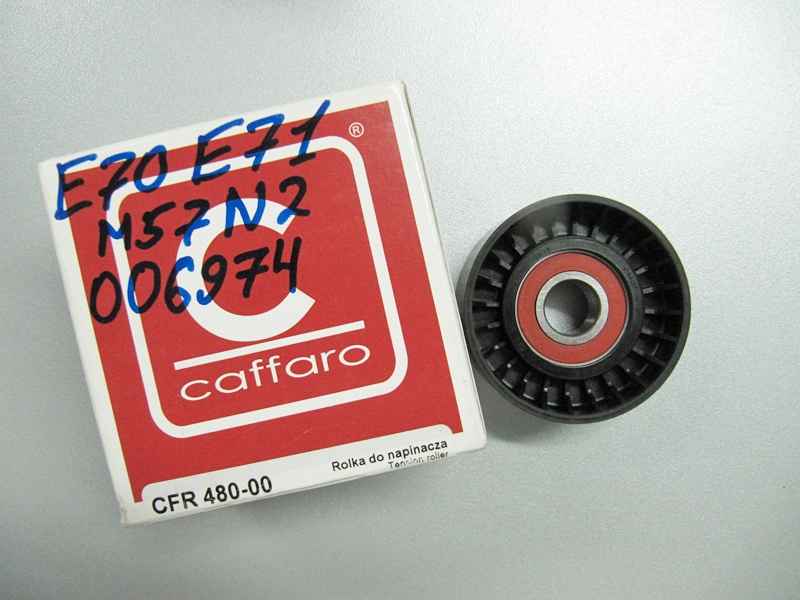 E70 E71
M57N2
006974
®
caffaro
CFR 480-00
Rolka do napinacza
Tension roller